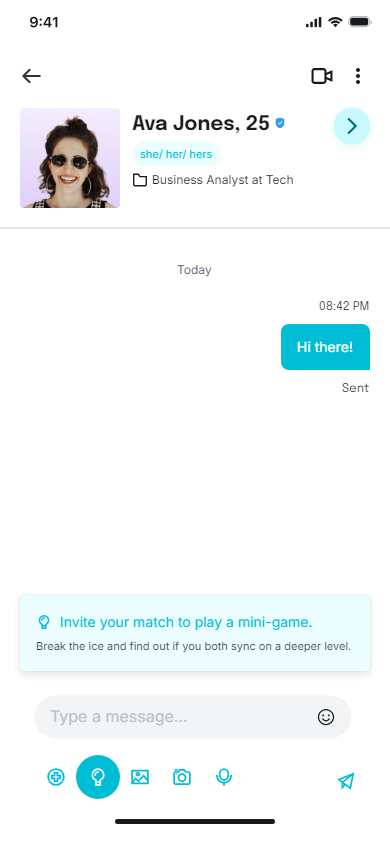 9:41
Ava Jones, 25
she/ her/ hers
Business Analyst at Tech
Today
08:42 PM
Hi there!
Sent
Invite your match to play a mini-game.
Break the ice and find out if you both sync on a deeper level.
Type a message...